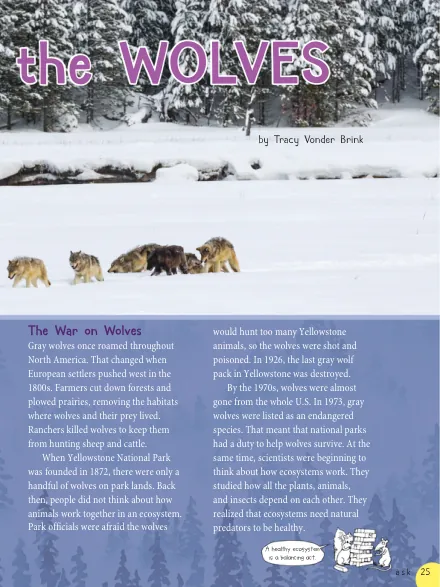 the WOLVES
by Tracy Vonder Brink
The War on Wolves
Gray wolves once roamed throughout
North America. That changed when
European settlers pushed west in the
1800s. Farmers cut down forests and
plowed prairies, removing the habitats
where wolves and their prey lived.
Ranchers killed wolves to keep them
from hunting sheep and cattle.
When Yellowstone National Park
was founded in 1872, there were only a
handful of wolves on park lands. Back
then, people did not think about how
animals work together in an ecosystem.
Park officials were afraid the wolves
would hunt too many Yellowstone
animals, so the wolves were shot and
poisoned. In 1926, the last gray wolf
pack in Yellowstone was destroyed.
By the 1970s, wolves were almost
gone from the whole U.S. In 1973, gray
wolves were listed as an endangered
species. That meant that national parks
had a duty to help wolves survive. At the
same time, scientists were beginning to
think about how ecosystems work. They
studied how all the plants, animals,
and insects depend on each other. They
realized that ecosystems need natural
predators to be healthy.
A healthy ecosystem
is a balancing act.
ask 25